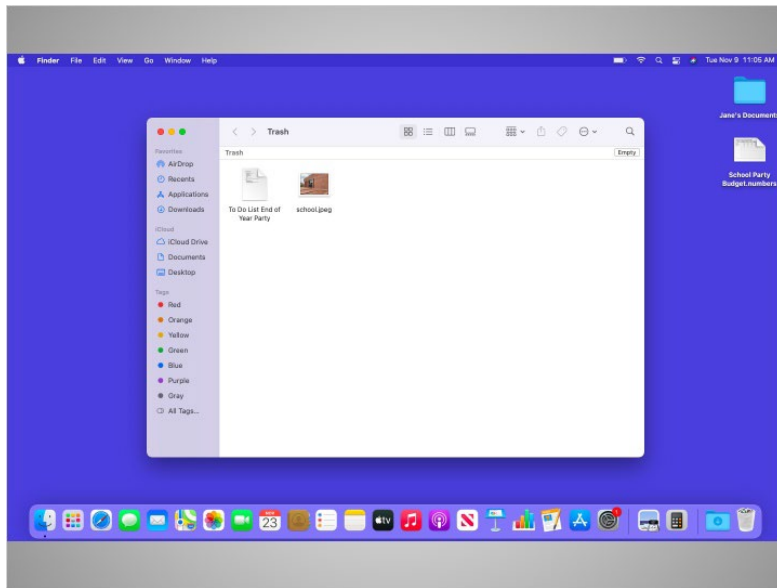 Finder File Edit View Go Window Help
Tue Nov 9 11:05 AM
Jane's Document
School Party
Budget.numbers
Trash
Trash
Empty
Favorites
AirDrop
Recents
Applications
Downloads
iCloud
iCloud Drive
Documents
Desktop
Tags
Red
Orange
Yellow
Green
Blue
Purple
Gray
All Tags...
To Do List End of
Year Party
school.jpeg
NOV
23
tv